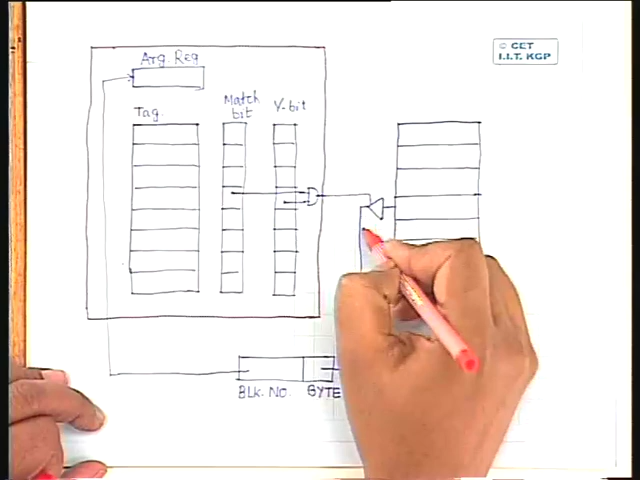 © CET
I.I.T. KGP
Arg. Reg
Tag.
Match
bit
V-bit
Blk. No.
BYTE